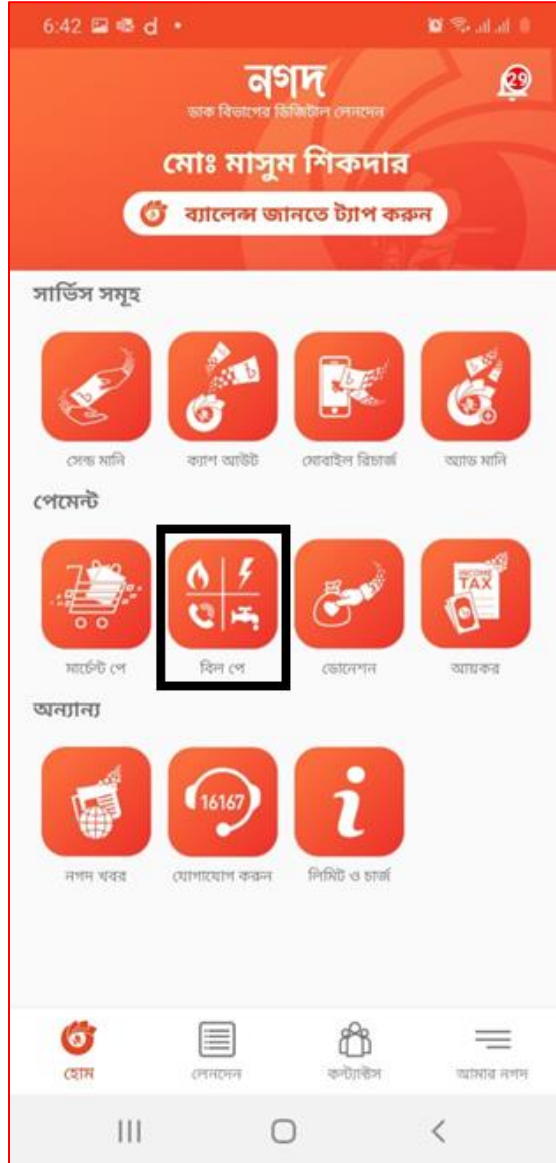 6:42
29
নগদ
ডাক বিভাগের ডিজিটাল লেনদেন
মোঃ মাসুম শিকদার
ব্যালেন্স জানতে ট্যাপ করুন
সার্ভিস সমূহ
সেন্ড মানি ক্যাশ আউট মোবাইল রিচার্জ অ্যাড মানি
পেমেন্ট
INCOME
TAX
মার্চেন্ট পে বিল পে ডোনেশন আয়কর
অন্যান্য
16167
নগদ খবর যোগাযোগ করুন লিমিট ও চার্জ
হোম লেনদেন কন্ট্যাক্টস আমার নগদ